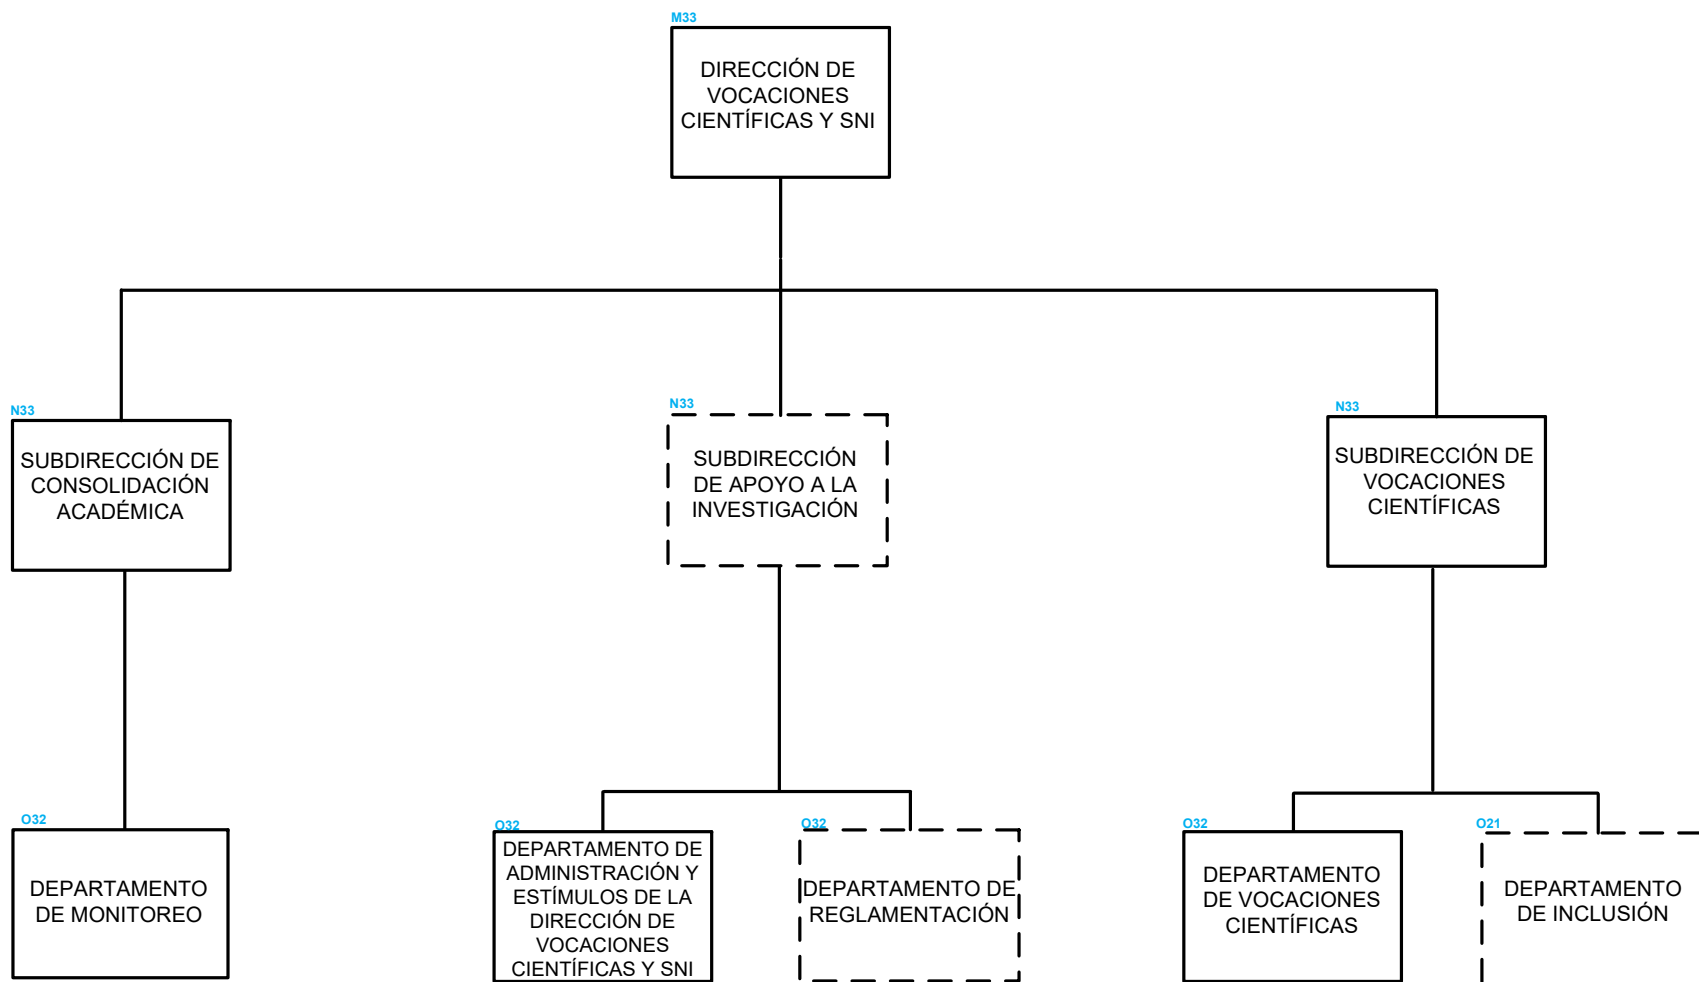 M33
DIRECCIÓN DE
VOCACIONES
CIENTÍFICAS Y SNI
N33
SUBDIRECCIÓN DE
CONSOLIDACIÓN
ACADÉMICA
N33
SUBDIRECCIÓN
DE APOYO A LA
INVESTIGACIÓN
N33
SUBDIRECCIÓN DE
VOCACIONES
CIENTÍFICAS
O32
DEPARTAMENTO
DE MONITOREO
O32
DEPARTAMENTO DE
ADMINISTRACIÓN Y
ESTÍMULOS DE LA
DIRECCIÓN DE
VOCACIONES
CIENTÍFICAS Y SNI
O32
DEPARTAMENTO DE
REGLAMENTACIÓN
O32
DEPARTAMENTO
DE VOCACIONES
CIENTÍFICAS
O21
DEPARTAMENTO
DE INCLUSIÓN